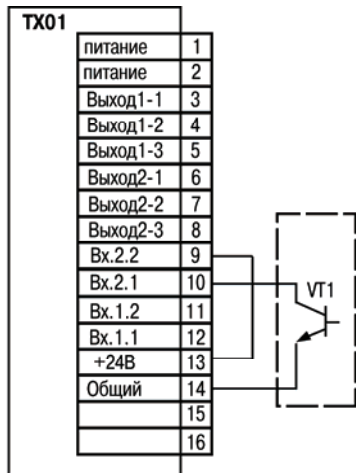 TX01
питание 1
питание 2
Выход1-1 3
Выход1-2 4
Выход1-3 5
Выход2-1 6
Выход2-2 7
Выход2-3 8
Вх.2.2 9
Вх.2.1 10
Вх.1.2 11
Вх.1.1 12
+24В 13
Общий 14
15
16
VT1